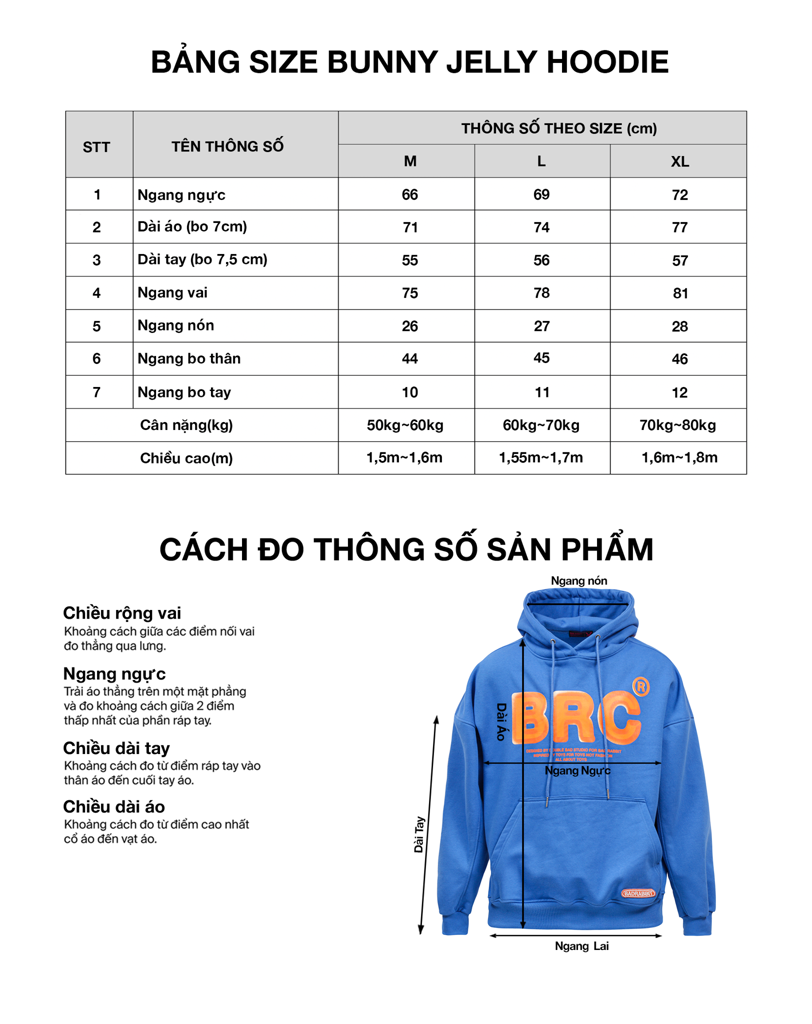 BẢNG SIZE BUNNY JELLY HOODIE
STT TÊN THÔNG SỐ THÔNG SỐ THEO SIZE (cm)
M L XL
1 Ngang ngực 66 69 72
2 Dài áo (bo 7cm) 71 74 77
3 Dài tay (bo 7,5 cm) 55 56 57
4 Ngang vai 75 78 81
5 Ngang nón 26 27 28
6 Ngang bo thân 44 45 46
7 Ngang bo tay 10 11 12
Cân nặng(kg) 50kg~60kg 60kg~70kg 70kg~80kg
Chiều cao(m) 1,5m~1,6m 1,55m~1,7m 1,6m~1,8m
CÁCH ĐO THÔNG SỐ SẢN PHẨM
Chiều rộng vai
Khoảng cách giữa các điểm nối vai
đo thẳng qua lưng.
Ngang ngực
Trải áo thẳng trên một mặt phẳng
và đo khoảng cách giữa 2 điểm
thấp nhất của phần ráp tay.
Chiều dài tay
Khoảng cách đo từ điểm ráp tay vào
thân áo đến cuối tay áo.
Chiều dài áo
Khoảng cách đo từ điểm cao nhất
cổ áo đến vạt áo.
Ngang nón
Dài Áo
BRC
®
ALL ABOUT TOYS
Ngang Ngực
Dài Tay
Ngang Lai